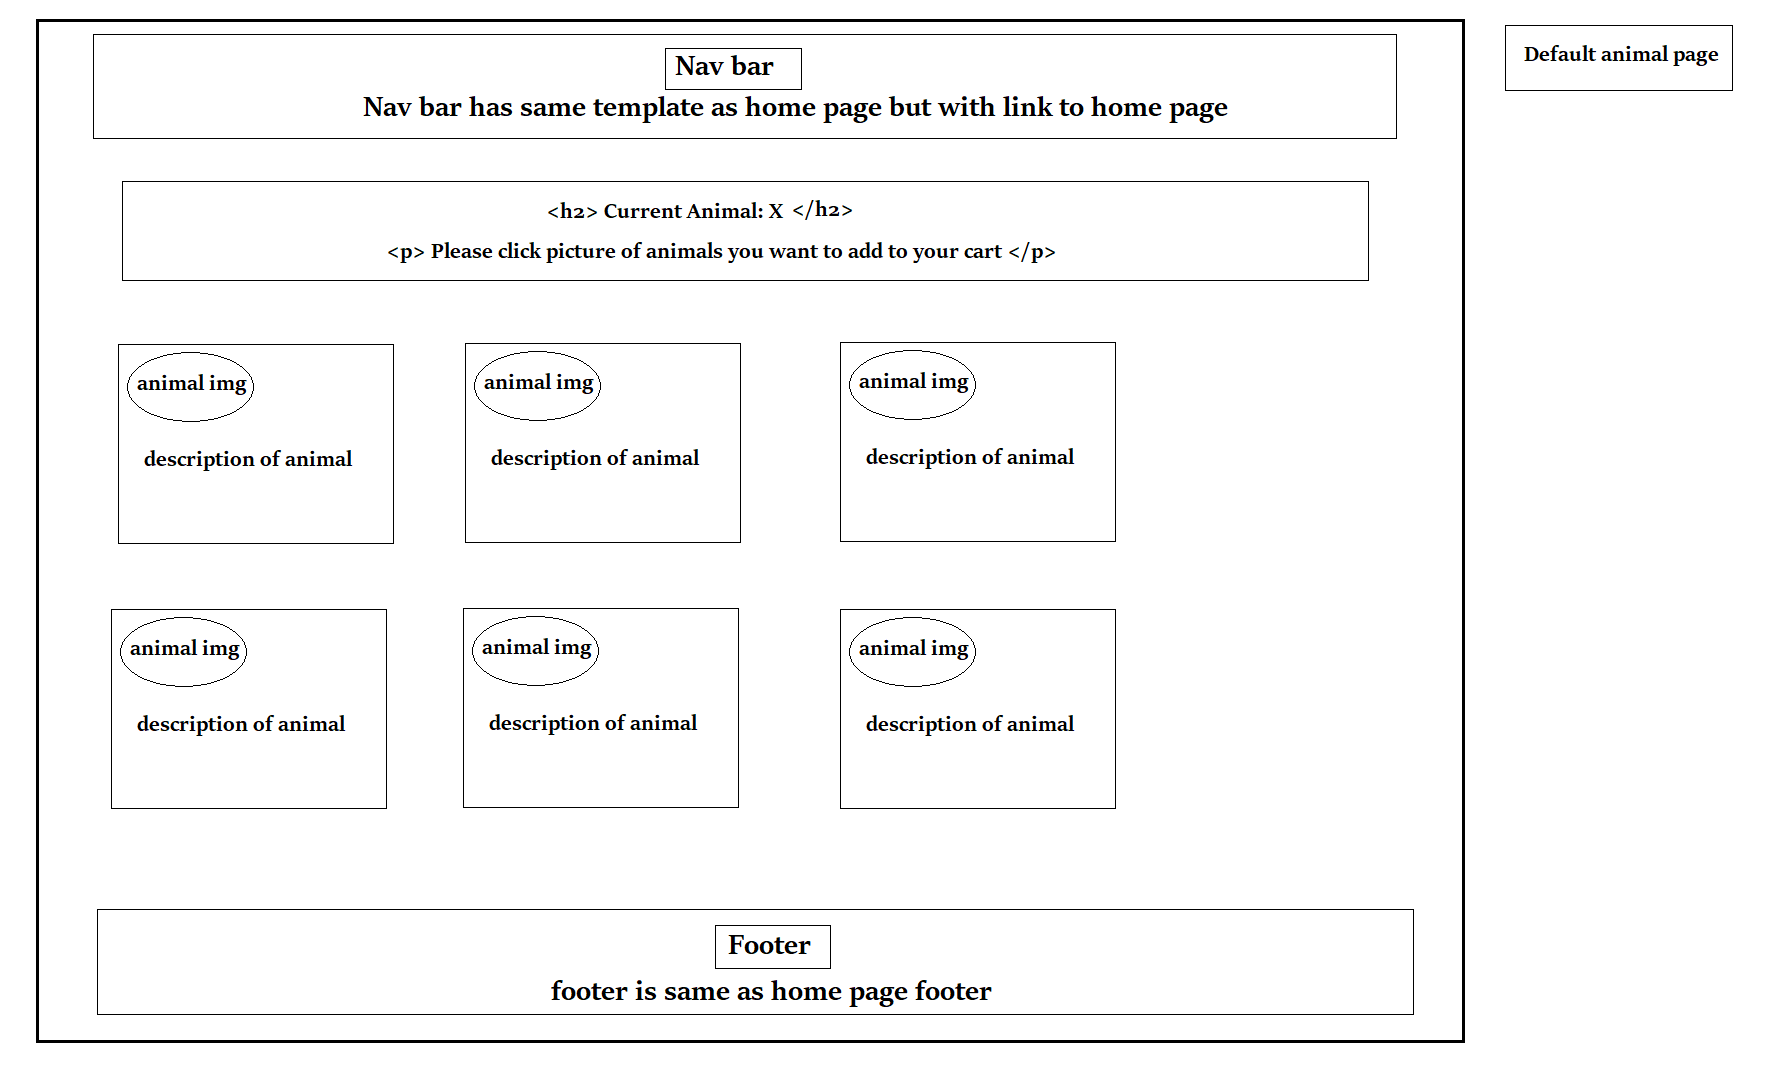 Default animal page
Nav bar
Nav bar has same template as home page but with link to home page
<h2> Current Animal: X </h2>
<p> Please click picture of animals you want to add to your cart </p>
animal img
animal img
animal img
description of animal
description of animal
description of animal
animal img
animal img
animal img
description of animal
description of animal
description of animal
Footer
footer is same as home page footer